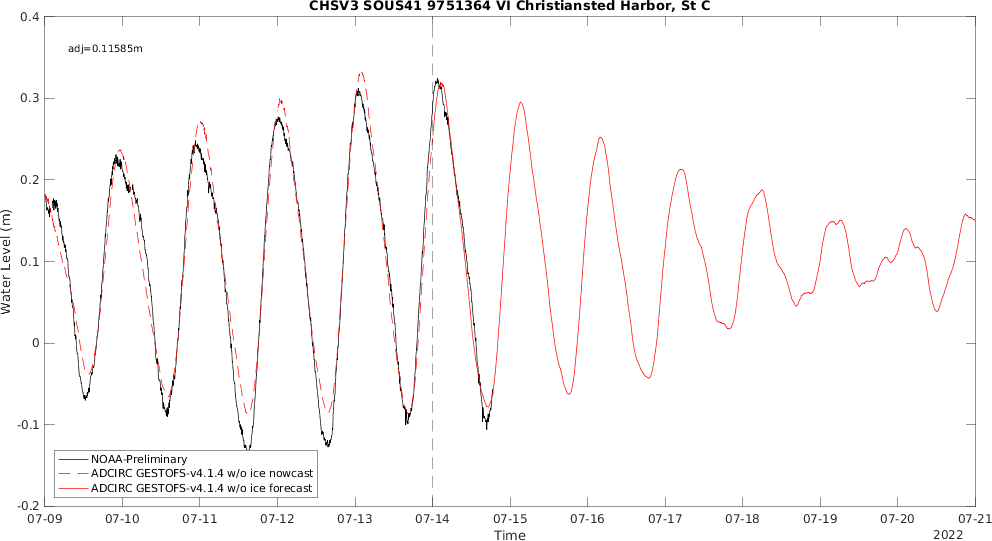 CHSV3 SOUS41 9751364 VI Christiansted Harbor, St C
adj=0.11585m
Water Level (m)
0.4
0.3
0.2
0.1
0
-0.1
-0.2
NOAA-Preliminary
ADCIRC GESTOFS-v4.1.4 w/o ice nowcast
ADCIRC GESTOFS-v4.1.4 w/o ice forecast
07-09 07-10 07-11 07-12 07-13 07-14 07-15 07-16 07-17 07-18 07-19 07-20 07-21
Time
2022